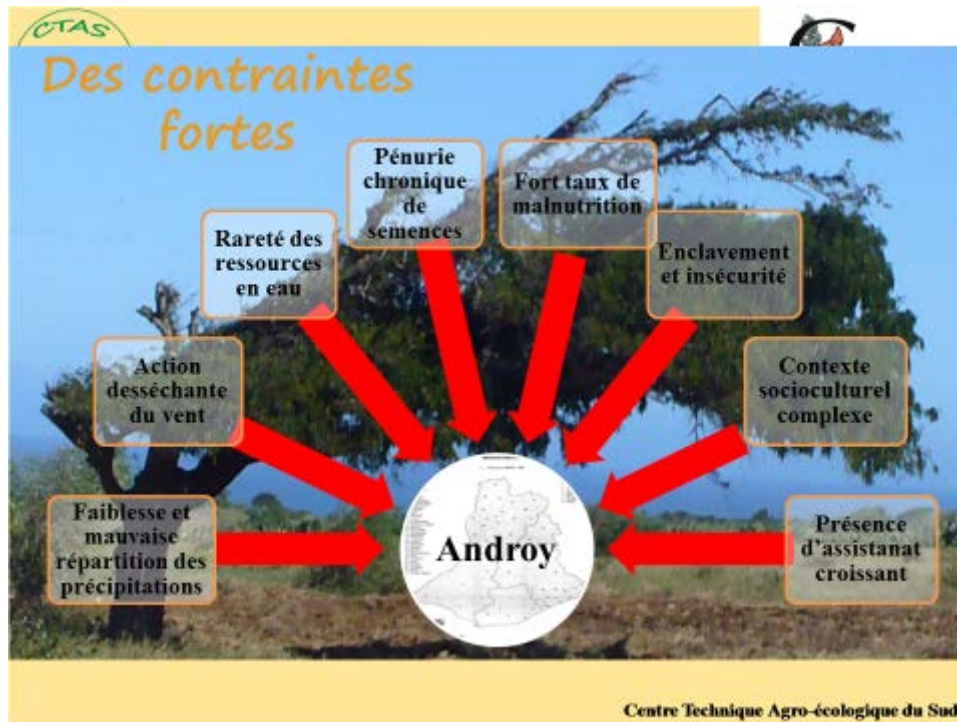 CTAS
Des contraintes
fortes
Pénurie
chronique
de
semences
Fort taux de
malnutrition
Rareté des
ressources
en eau
Enclavement
et insécurité
Action
desséchante
du vent
Contexte
socioculturel
complexe
Faiblesse et
mauvaise
répartition des
précipitations
Androy
Présence
d'assistanat
croissant
Centre Technique Agro-écologique du Sud